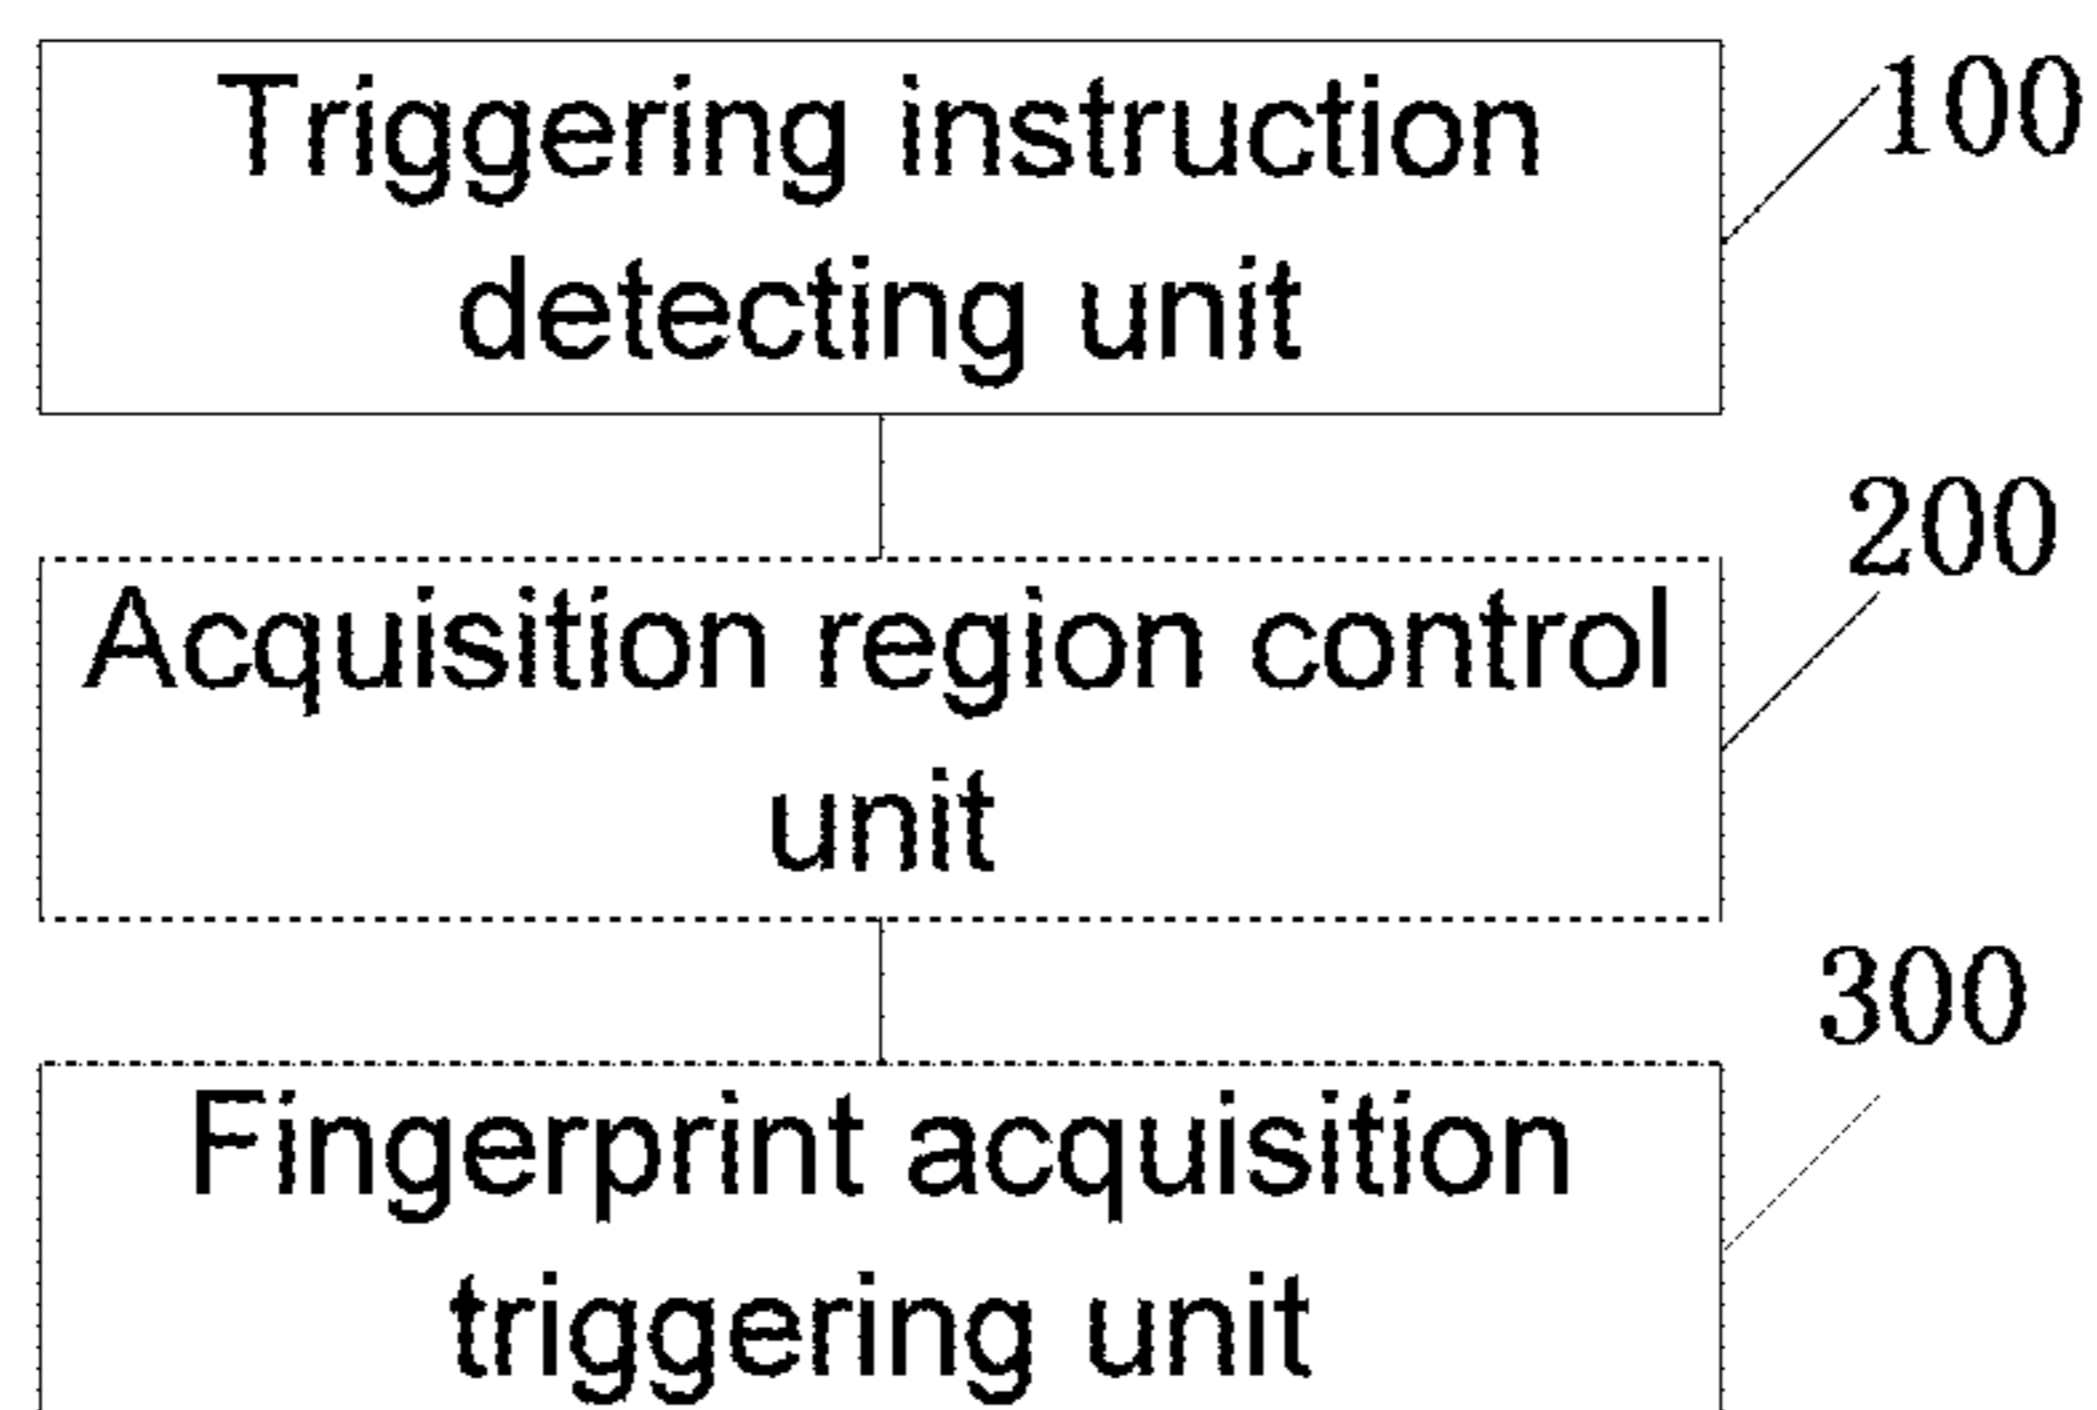 Triggering instruction
detecting unit
100
Acquisition region control
unit
200
Fingerprint acquisition
triggering unit
300